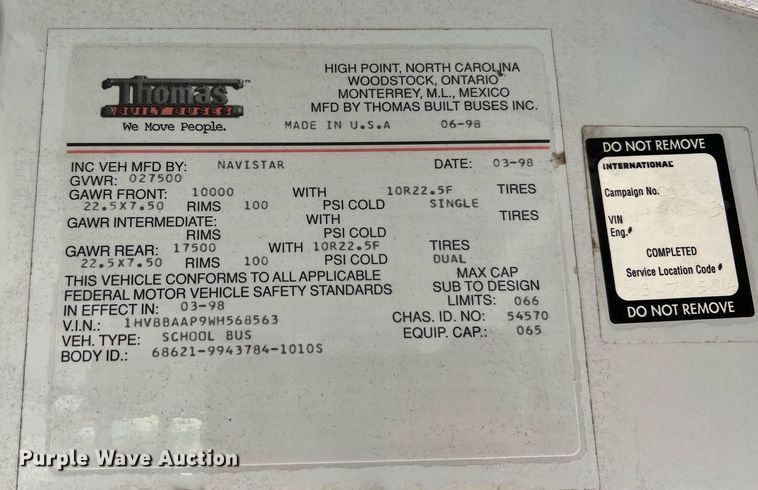 Thomas™
BUILT BUSES
We Move People.
HIGH POINT, NORTH CAROLINA
WOODSTOCK, ONTARIO
MONTERREY, M.L., MEXICO
MFD BY THOMAS BUILT BUSES INC.
MADE IN U.S.A 06-98
INC VEH MFD BY: NAVISTAR DATE: 03-98
GVWR: 027500
GAWR FRONT: 10000 WITH 10R22.5F TIRES
22.5X7.50 RIMS 100 PSI COLD SINGLE
GAWR INTERMEDIATE: WITH TIRES
RIMS PSI COLD
GAWR REAR: 17500 WITH 10R22.5F TIRES
22.5X7.50 RIMS 100 PSI COLD DUAL
THIS VEHICLE CONFORMS TO ALL APPLICABLE MAX CAP
FEDERAL MOTOR VEHICLE SAFETY STANDARDS SUB TO DESIGN
IN EFFECT IN: 03-98 LIMITS: 066
V.I.N.: 1HVBBAAP9WH568563 CHAS. ID. NO: 54570
VEH. TYPE: SCHOOL BUS EQUIP. CAP.: 065
BODY ID.: 68621-9943784-1010S
DO NOT REMOVE
INTERNATIONAL
Campaign No.
VIN
Eng.#
COMPLETED
Service Location Code#
DO NOT REMOVE
Purple Wave Auction